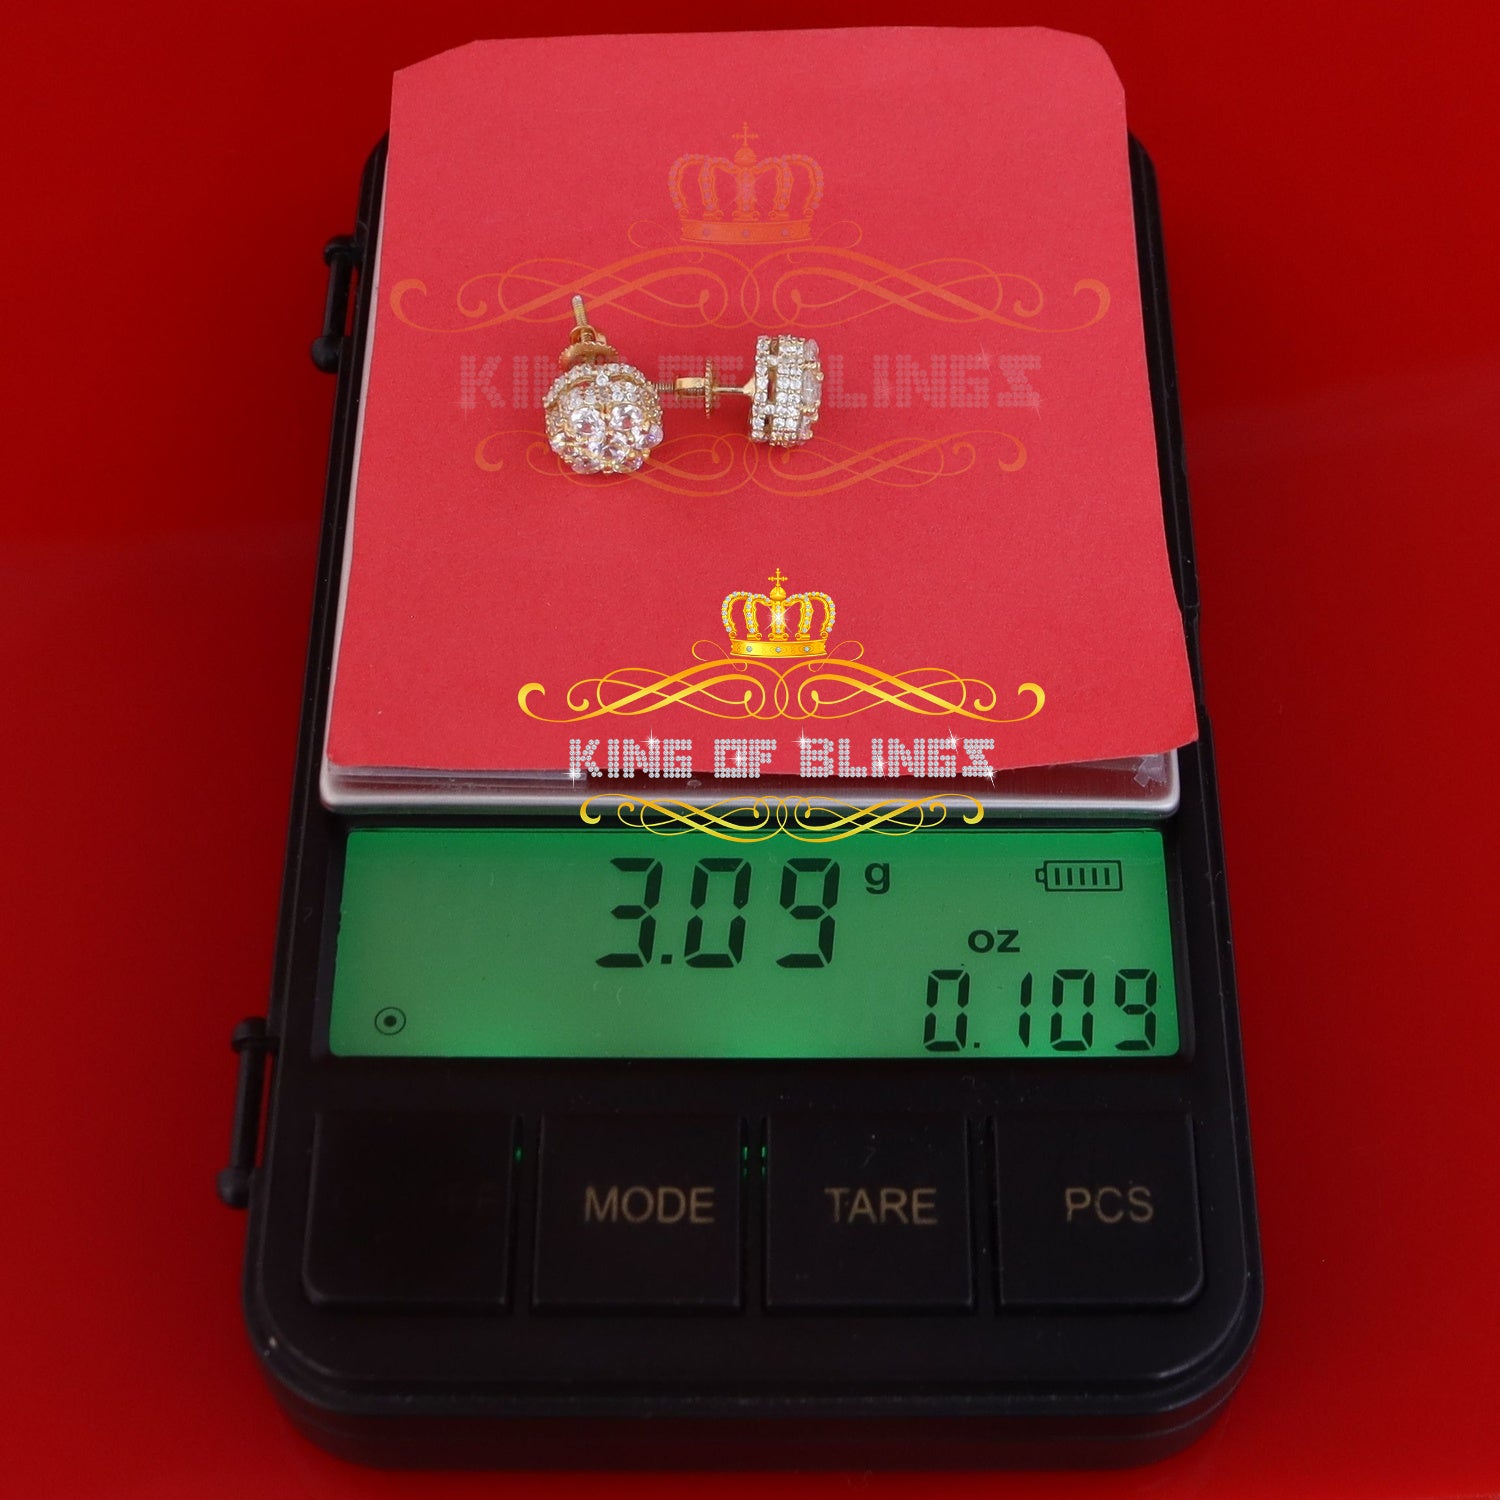 KING OF BLINGS
KING OF BLINGS
3.09 g
oz
0.109
MODE TARE PCS